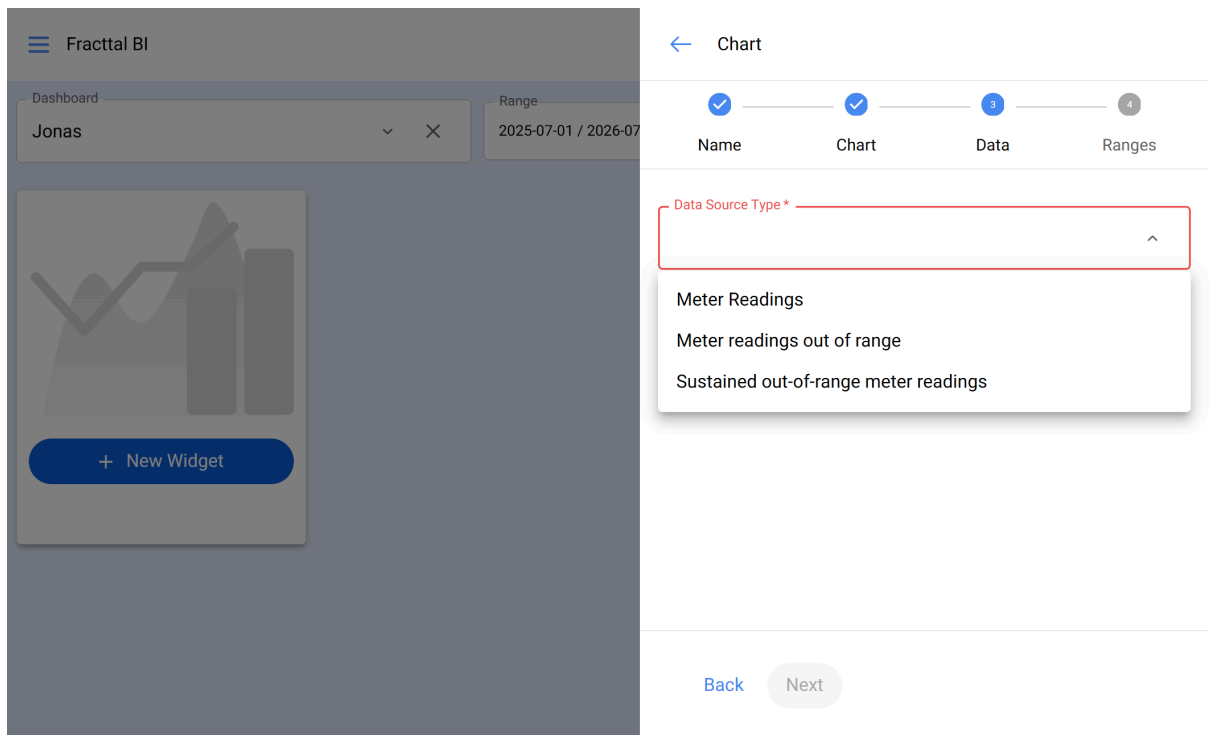 Fracttal BI
Dashboard
Jonas
Range
2025-07-01 / 2026-07
New Widget
Chart
3
4
Name
Chart
Data
Ranges
Data Source Type *
Meter Readings
Meter readings out of range
Sustained out-of-range meter readings
Back
Next